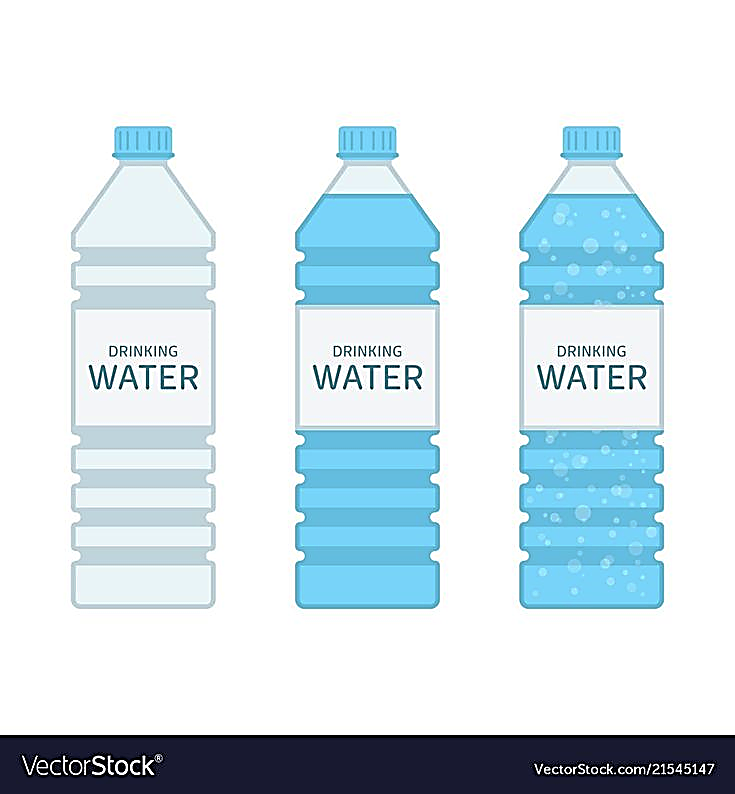 DRINKING
WATER
DRINKING
WATER
DRINKING
WATER
VectorStock®
VectorStock.com/21545147